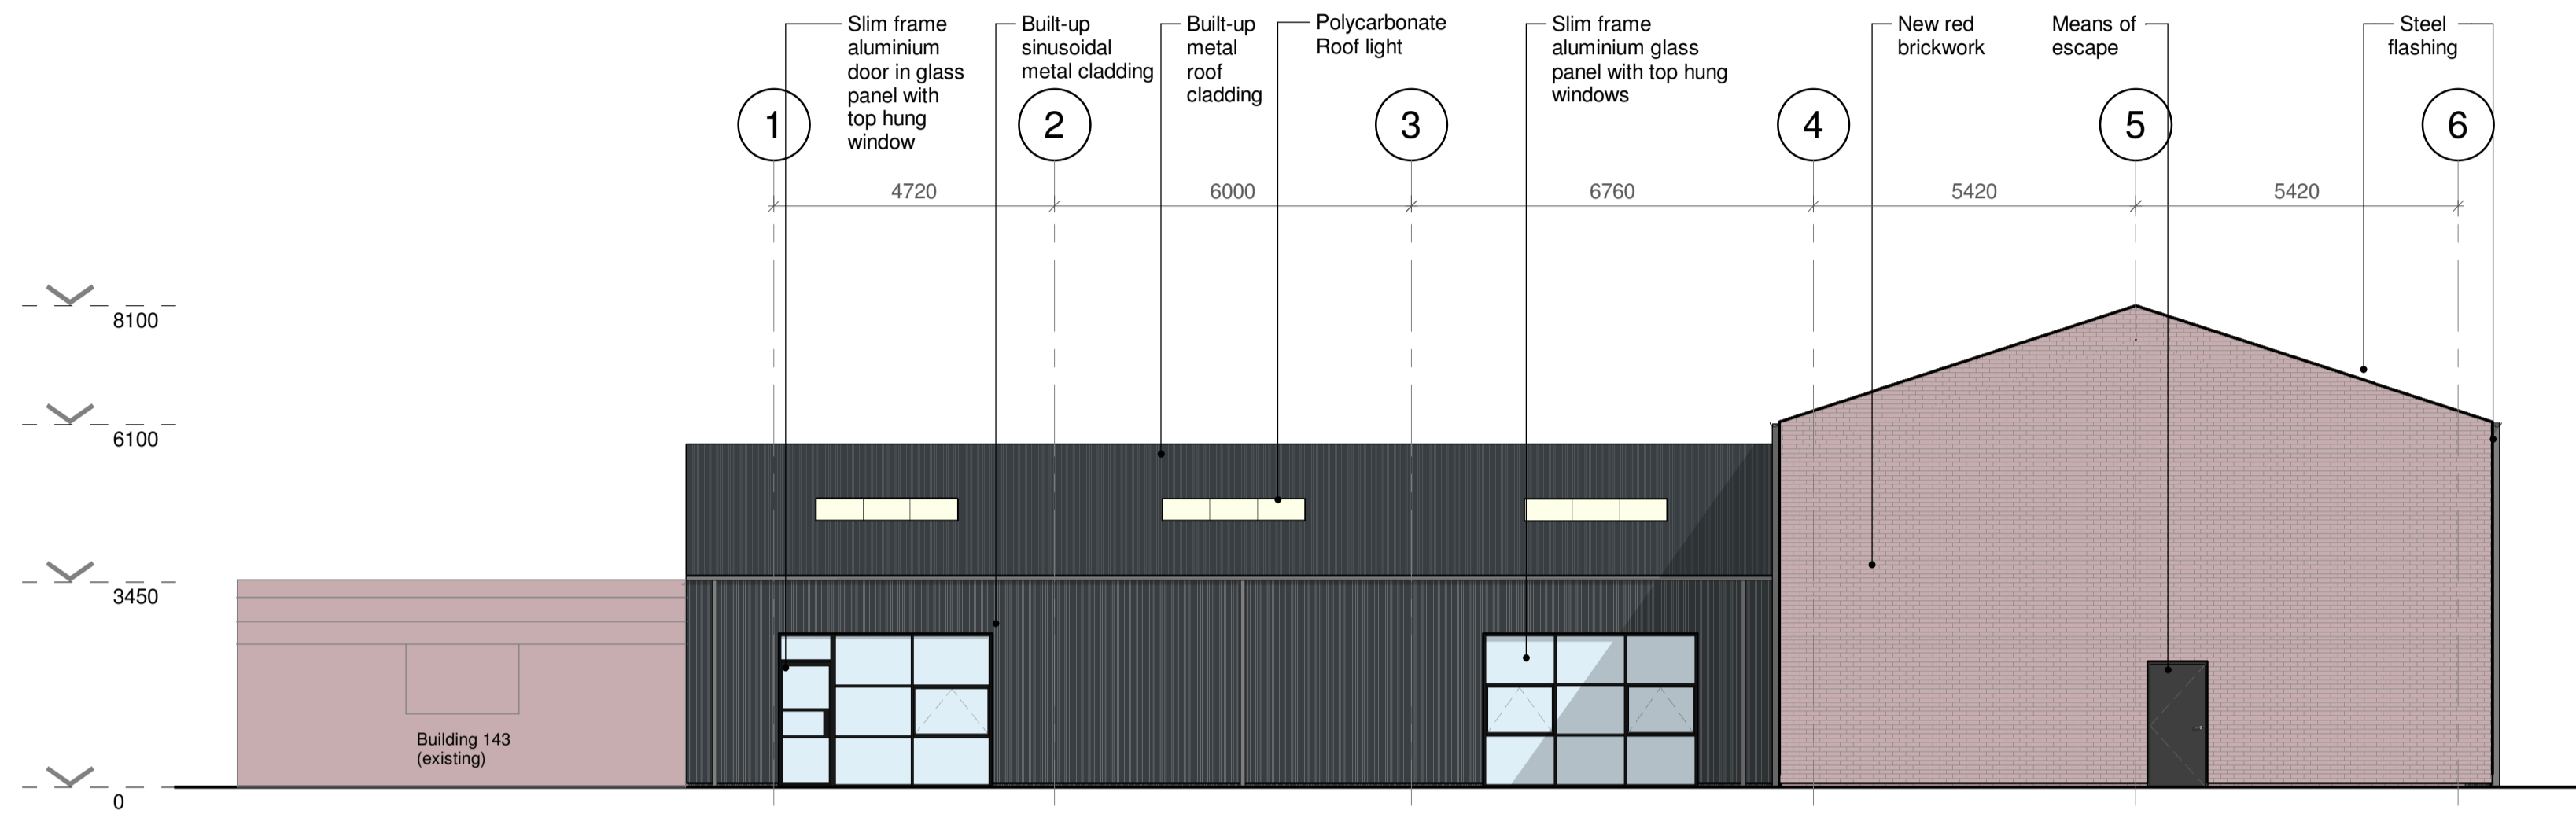 Slim frame
aluminium
door in glass
panel with
top hung
window
Built-up
sinusoidal
metal cladding
Built-up
metal
roof
cladding
Polycarbonate
Roof light
Slim frame
aluminium glass
panel with top hung
windows
New red
brickwork
Means of
escape
Steel
flashing
1
2
3
4
5
6
4720
6000
6760
5420
5420
8100
6100
3450
0
Building 143
(existing)